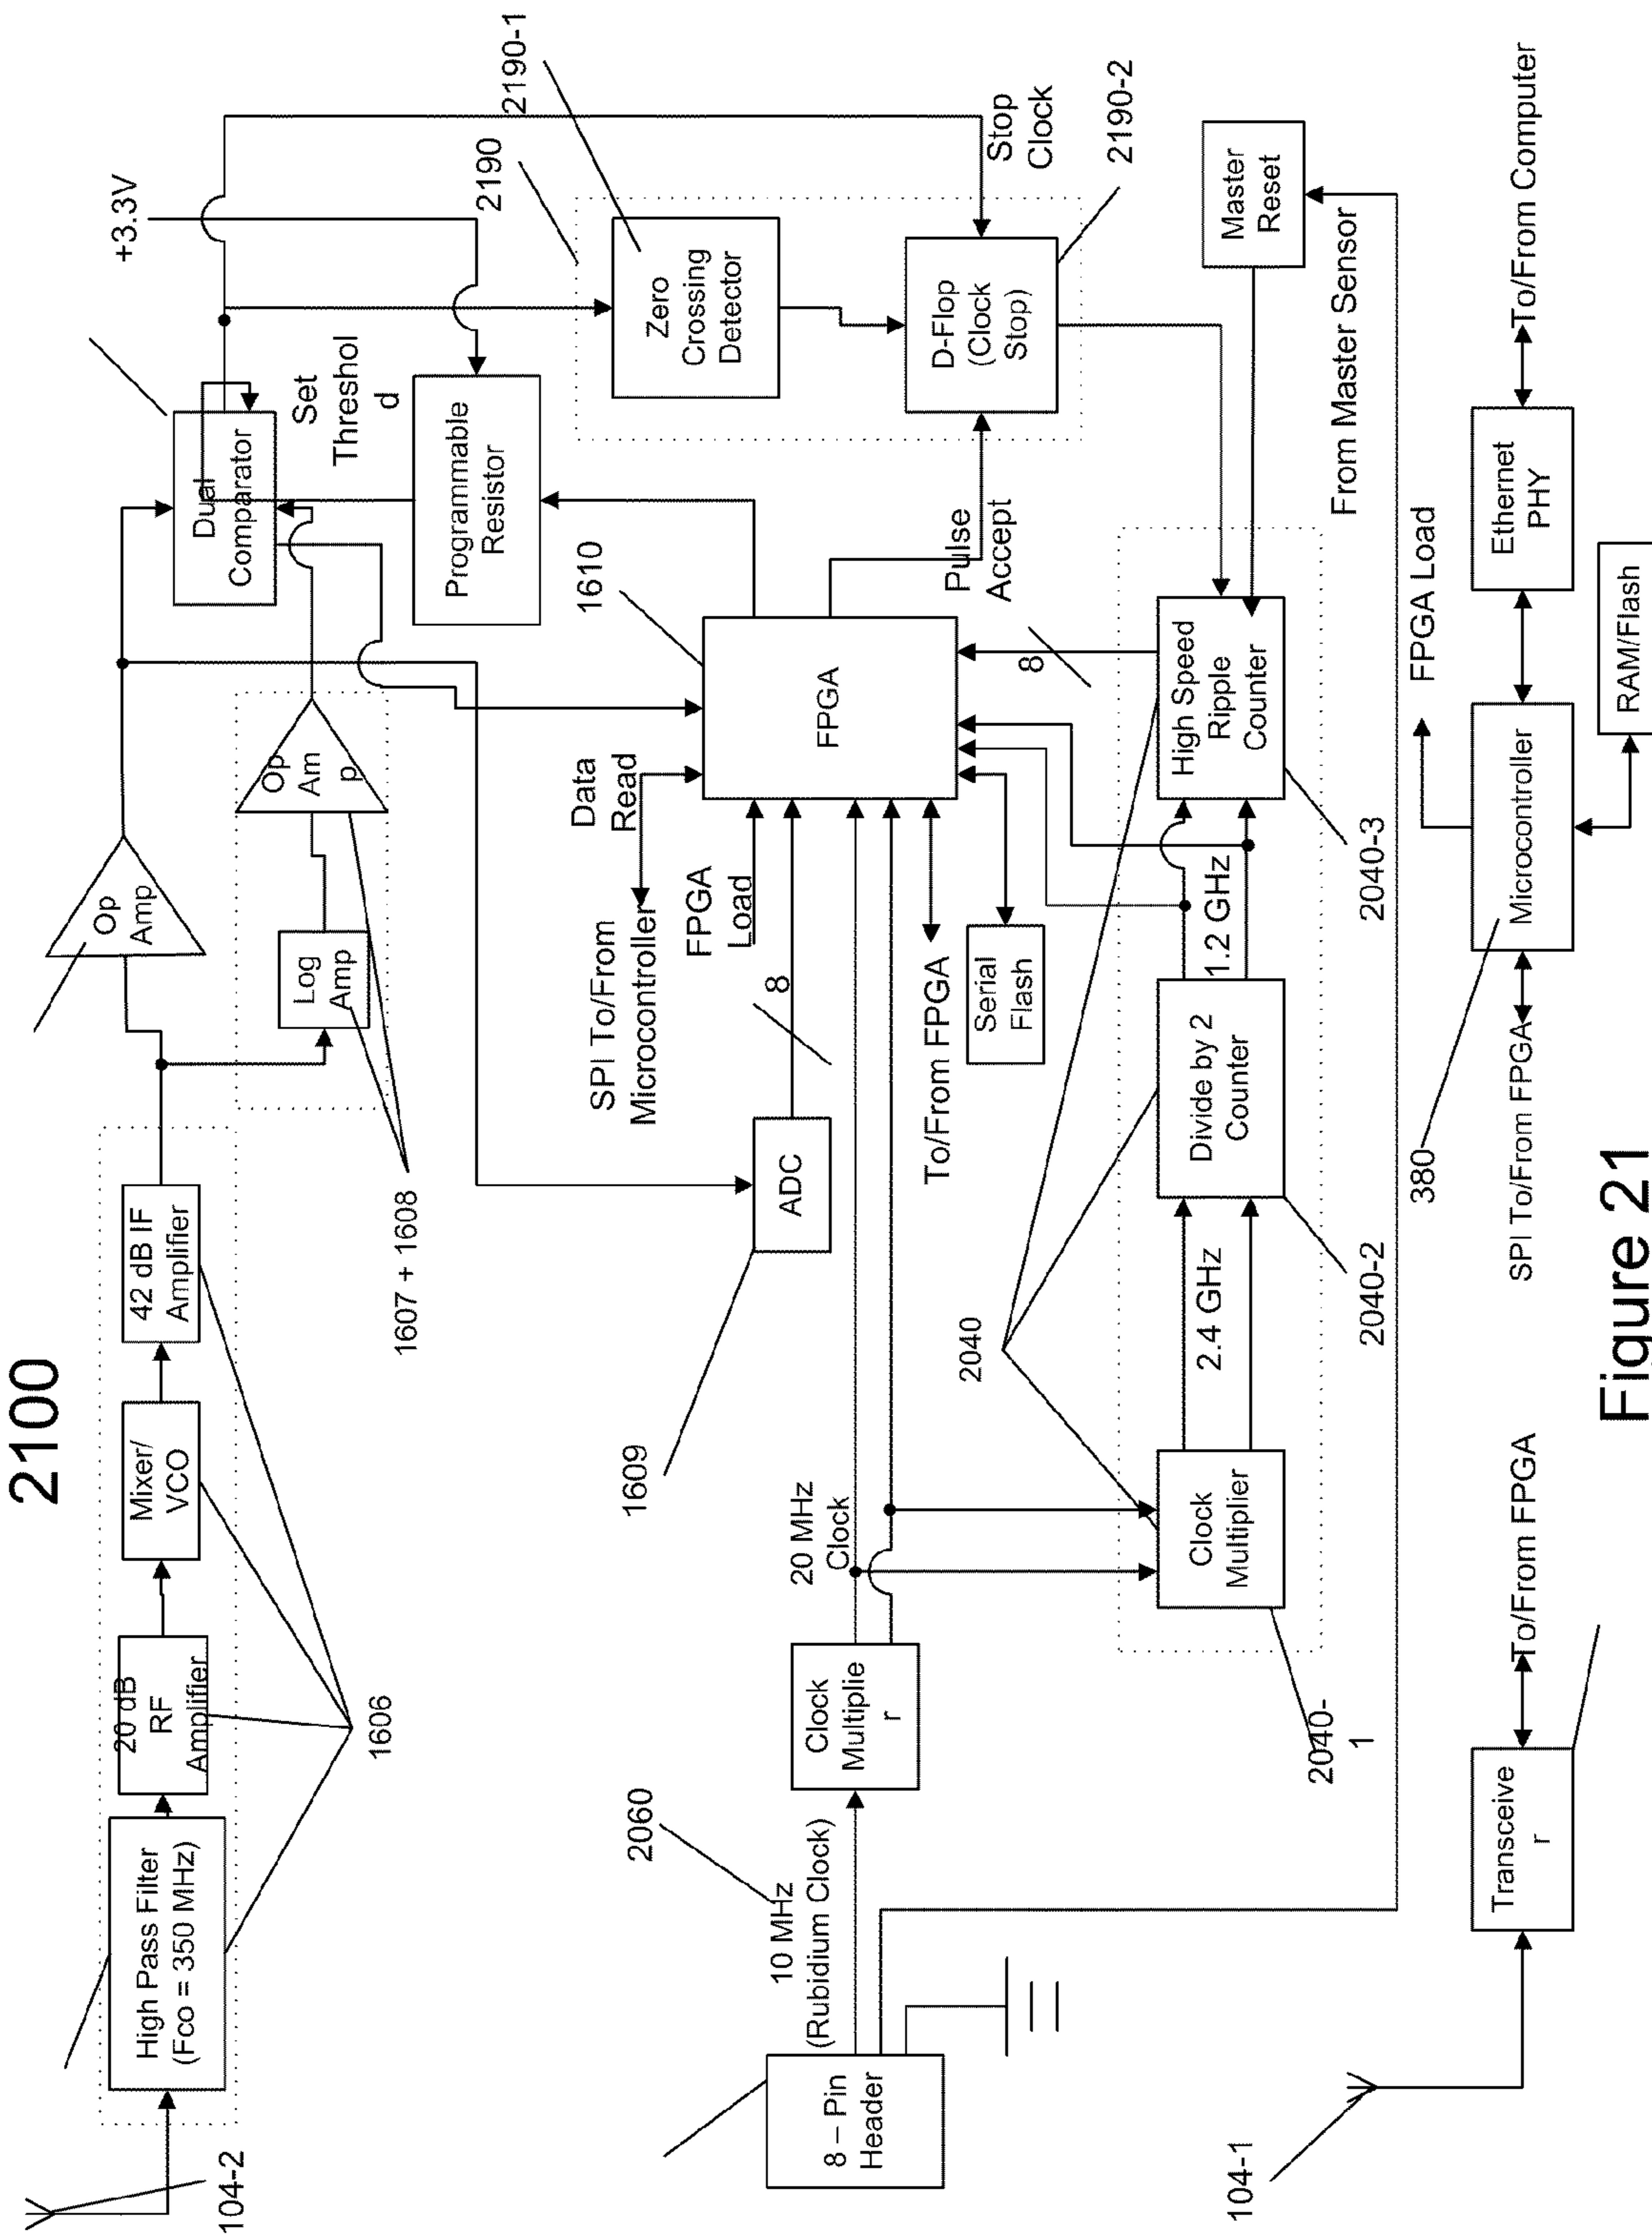 2100
104-2
High Pass Filter
(Fco = 350 MHz)
20 dB
RF
Amplifier
Mixer/
VCO
42 dB IF
Amplifier
1606
Op
Amp
Log
Amp
Op
Am
p
1607 + 1608
Dual
Comparator
+3.3V
Set
Threshol
d
Programmable
Resistor
2190
2190-1
Zero
Crossing
Detector
D-Flop
(Clock
Stop)
Stop
Clock
2190-2
Pulse
Accept
1610
FPGA
Data
Read
SPI To/From
Microcontroller
FPGA
Load
8
ADC
1609
To/From FPGA
Serial
Flash
8
20 MHz
Clock
Clock
Multiplie
r
2060
10 MHz
(Rubidium Clock)
8 – Pin
Header
2040
Clock
Multiplier
2040-
1
2.4 GHz
Divide by 2
Counter
2040-2
1.2 GHz
High Speed
Ripple
Counter
2040-3
Master
Reset
From Master Sensor
104-1
Transceive
r
To/From FPGA
380
SPI To/From FPGA
Microcontroller
FPGA Load
RAM/Flash
Ethernet
PHY
To/From Computer
Figure 21